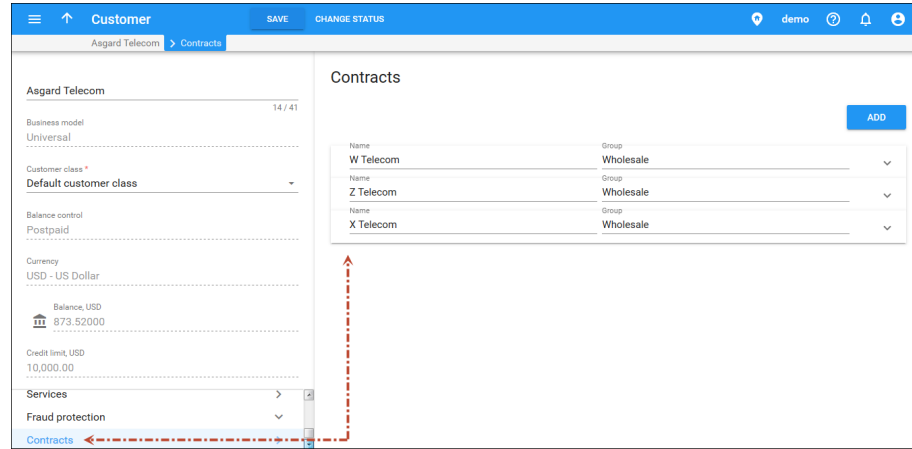 Customer SAVE CHANGE STATUS demo
Asgard Telecom Contracts
Contracts
Asgard Telecom
14 / 41
ADD
Business model
Universal
Name Group
W Telecom Wholesale
Customer class *
Default customer class
Name Group
Z Telecom Wholesale
Name Group
X Telecom Wholesale
Balance control
Postpaid
Currency
USD - US Dollar
Balance, USD
873.52000
Credit limit, USD
10,000.00
Services
Fraud protection
Contracts